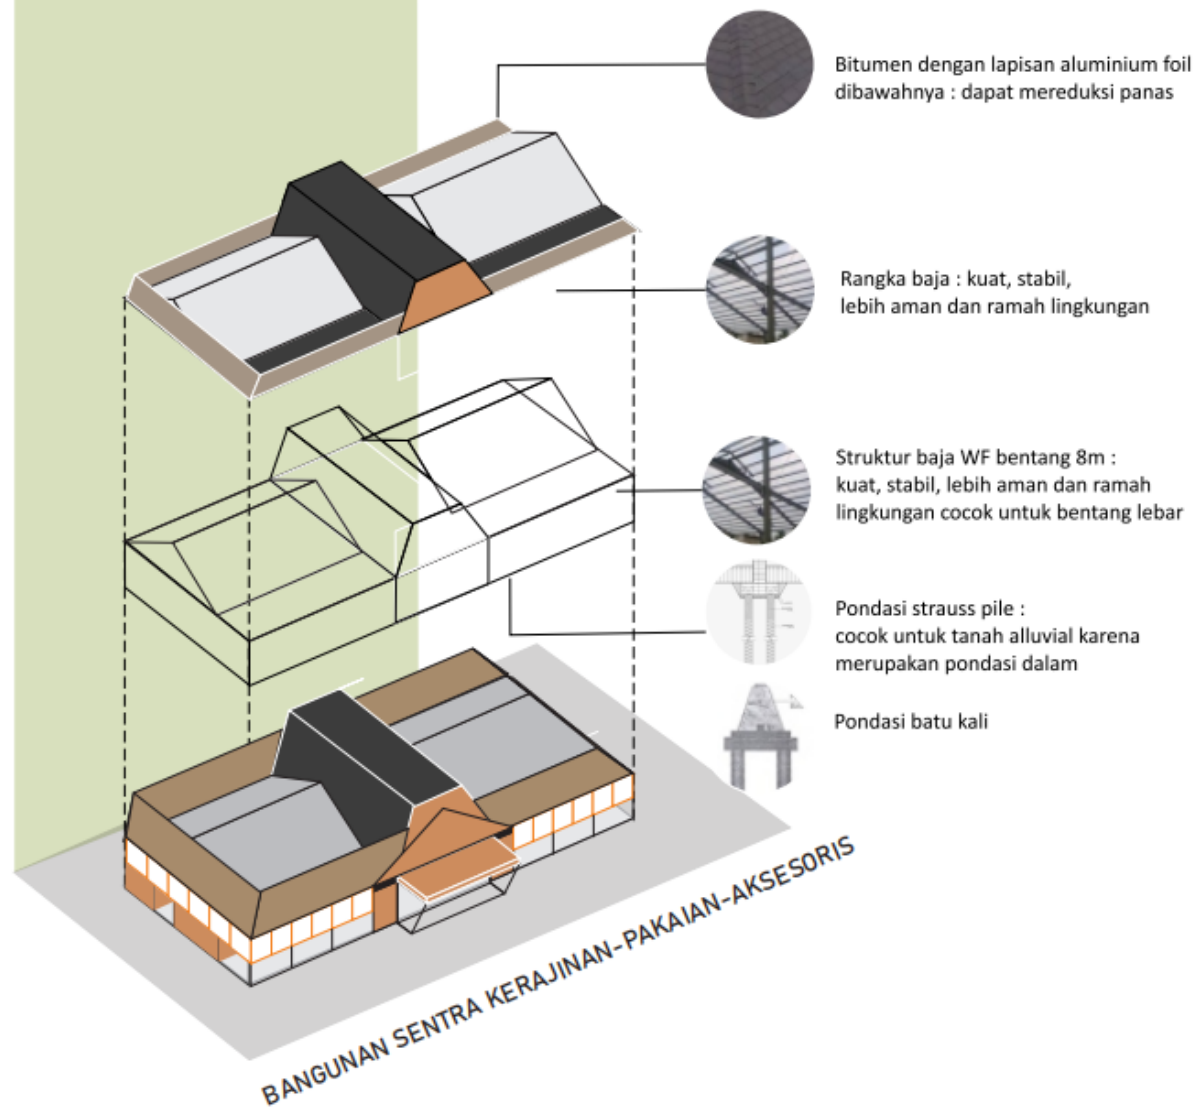 Bitumen dengan lapisan aluminium foil
dibawahnya : dapat mereduksi panas
Rangka baja : kuat, stabil,
lebih aman dan ramah lingkungan
Struktur baja WF bentang 8m :
kuat, stabil, lebih aman dan ramah
lingkungan cocok untuk bentang lebar
Pondasi strauss pile :
cocok untuk tanah alluvial karena
merupakan pondasi dalam
Pondasi batu kali
BANGUNAN SENTRA KERAJINAN-PAKAIAN-AKSESORIS